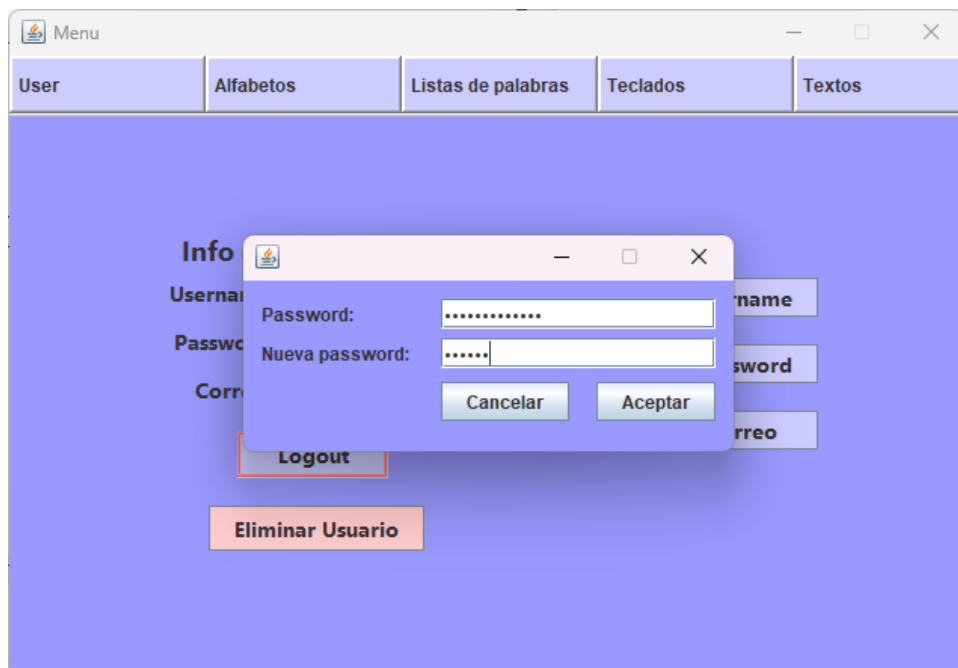 Menu
User Alfabetos Listas de palabras Teclados Textos
Info
Password:
Nueva password:
Cancelar Aceptar
Logout
Eliminar Usuario